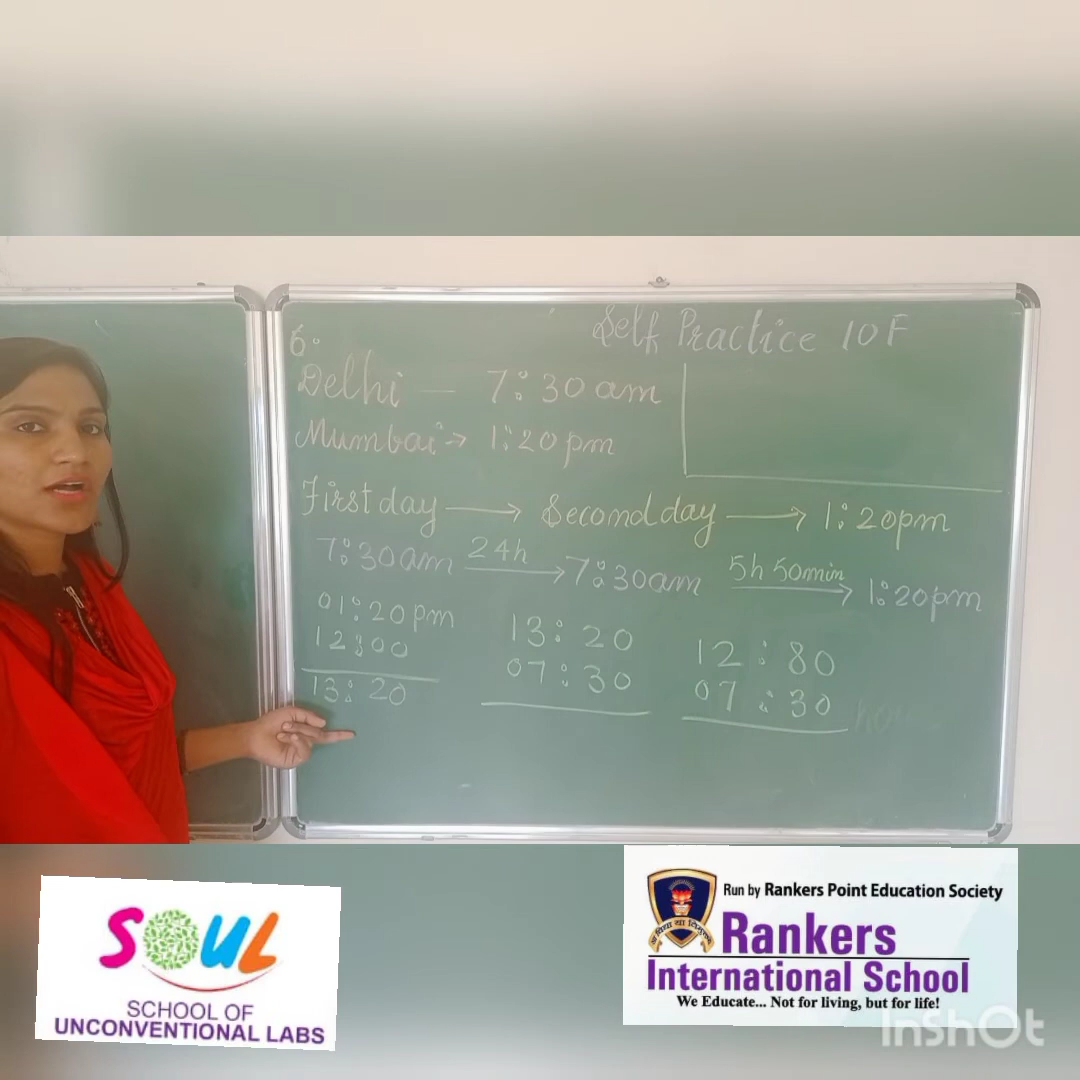 Self Practice 10F
6.
Delhi — 7:30 am
Mumbai → 1:20 pm
First day → Second day → 1:20pm
7:30am 24h → 7:30am 5h 50min → 1:20pm
01:20pm
12:00
13:20
13:20
07:30
12:80
07:30
SOUL
SCHOOL OF
UNCONVENTIONAL LABS
Run by Rankers Point Education Society
Rankers
International School
We Educate... Not for living, but for life!
InShOt